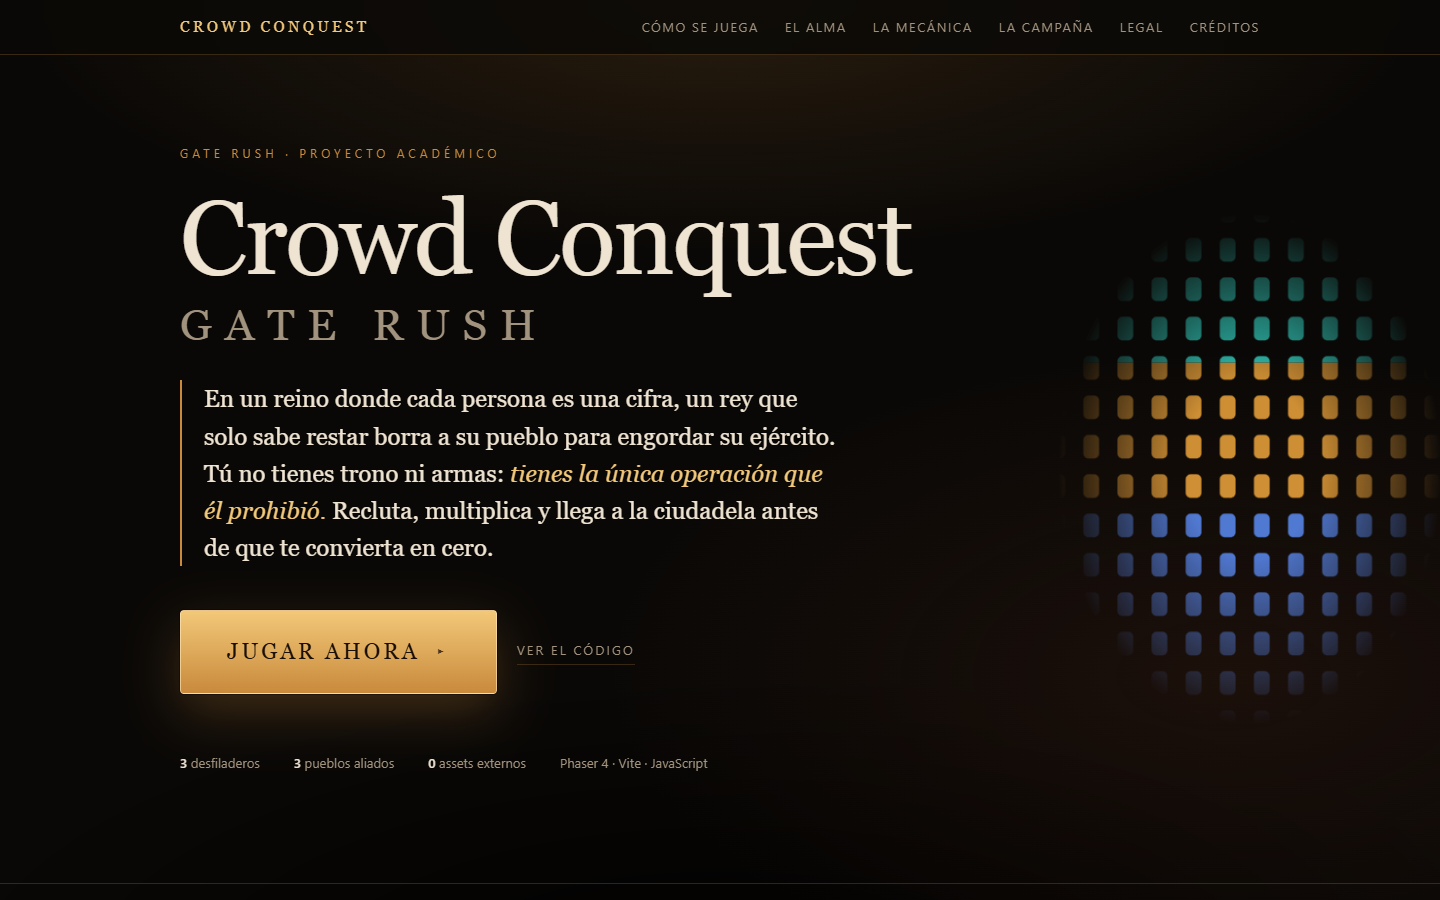 CROWD CONQUEST
CÓMO SE JUEGA
EL ALMA
LA MECÁNICA
LA CAMPAÑA
LEGAL
CRÉDITOS
GATE RUSH · PROYECTO ACADÉMICO
Crowd Conquest
GATE RUSH
En un reino donde cada persona es una cifra, un rey que
solo sabe restar borra a su pueblo para engordar su ejército.
Tú no tienes trono ni armas: tienes la única operación que
él prohibió. Recluta, multiplica y llega a la ciudadela antes
de que te convierta en cero.
JUGAR AHORA ▸
VER EL CÓDIGO
3 desfiladeros
3 pueblos aliados
0 assets externos
Phaser 4 · Vite · JavaScript